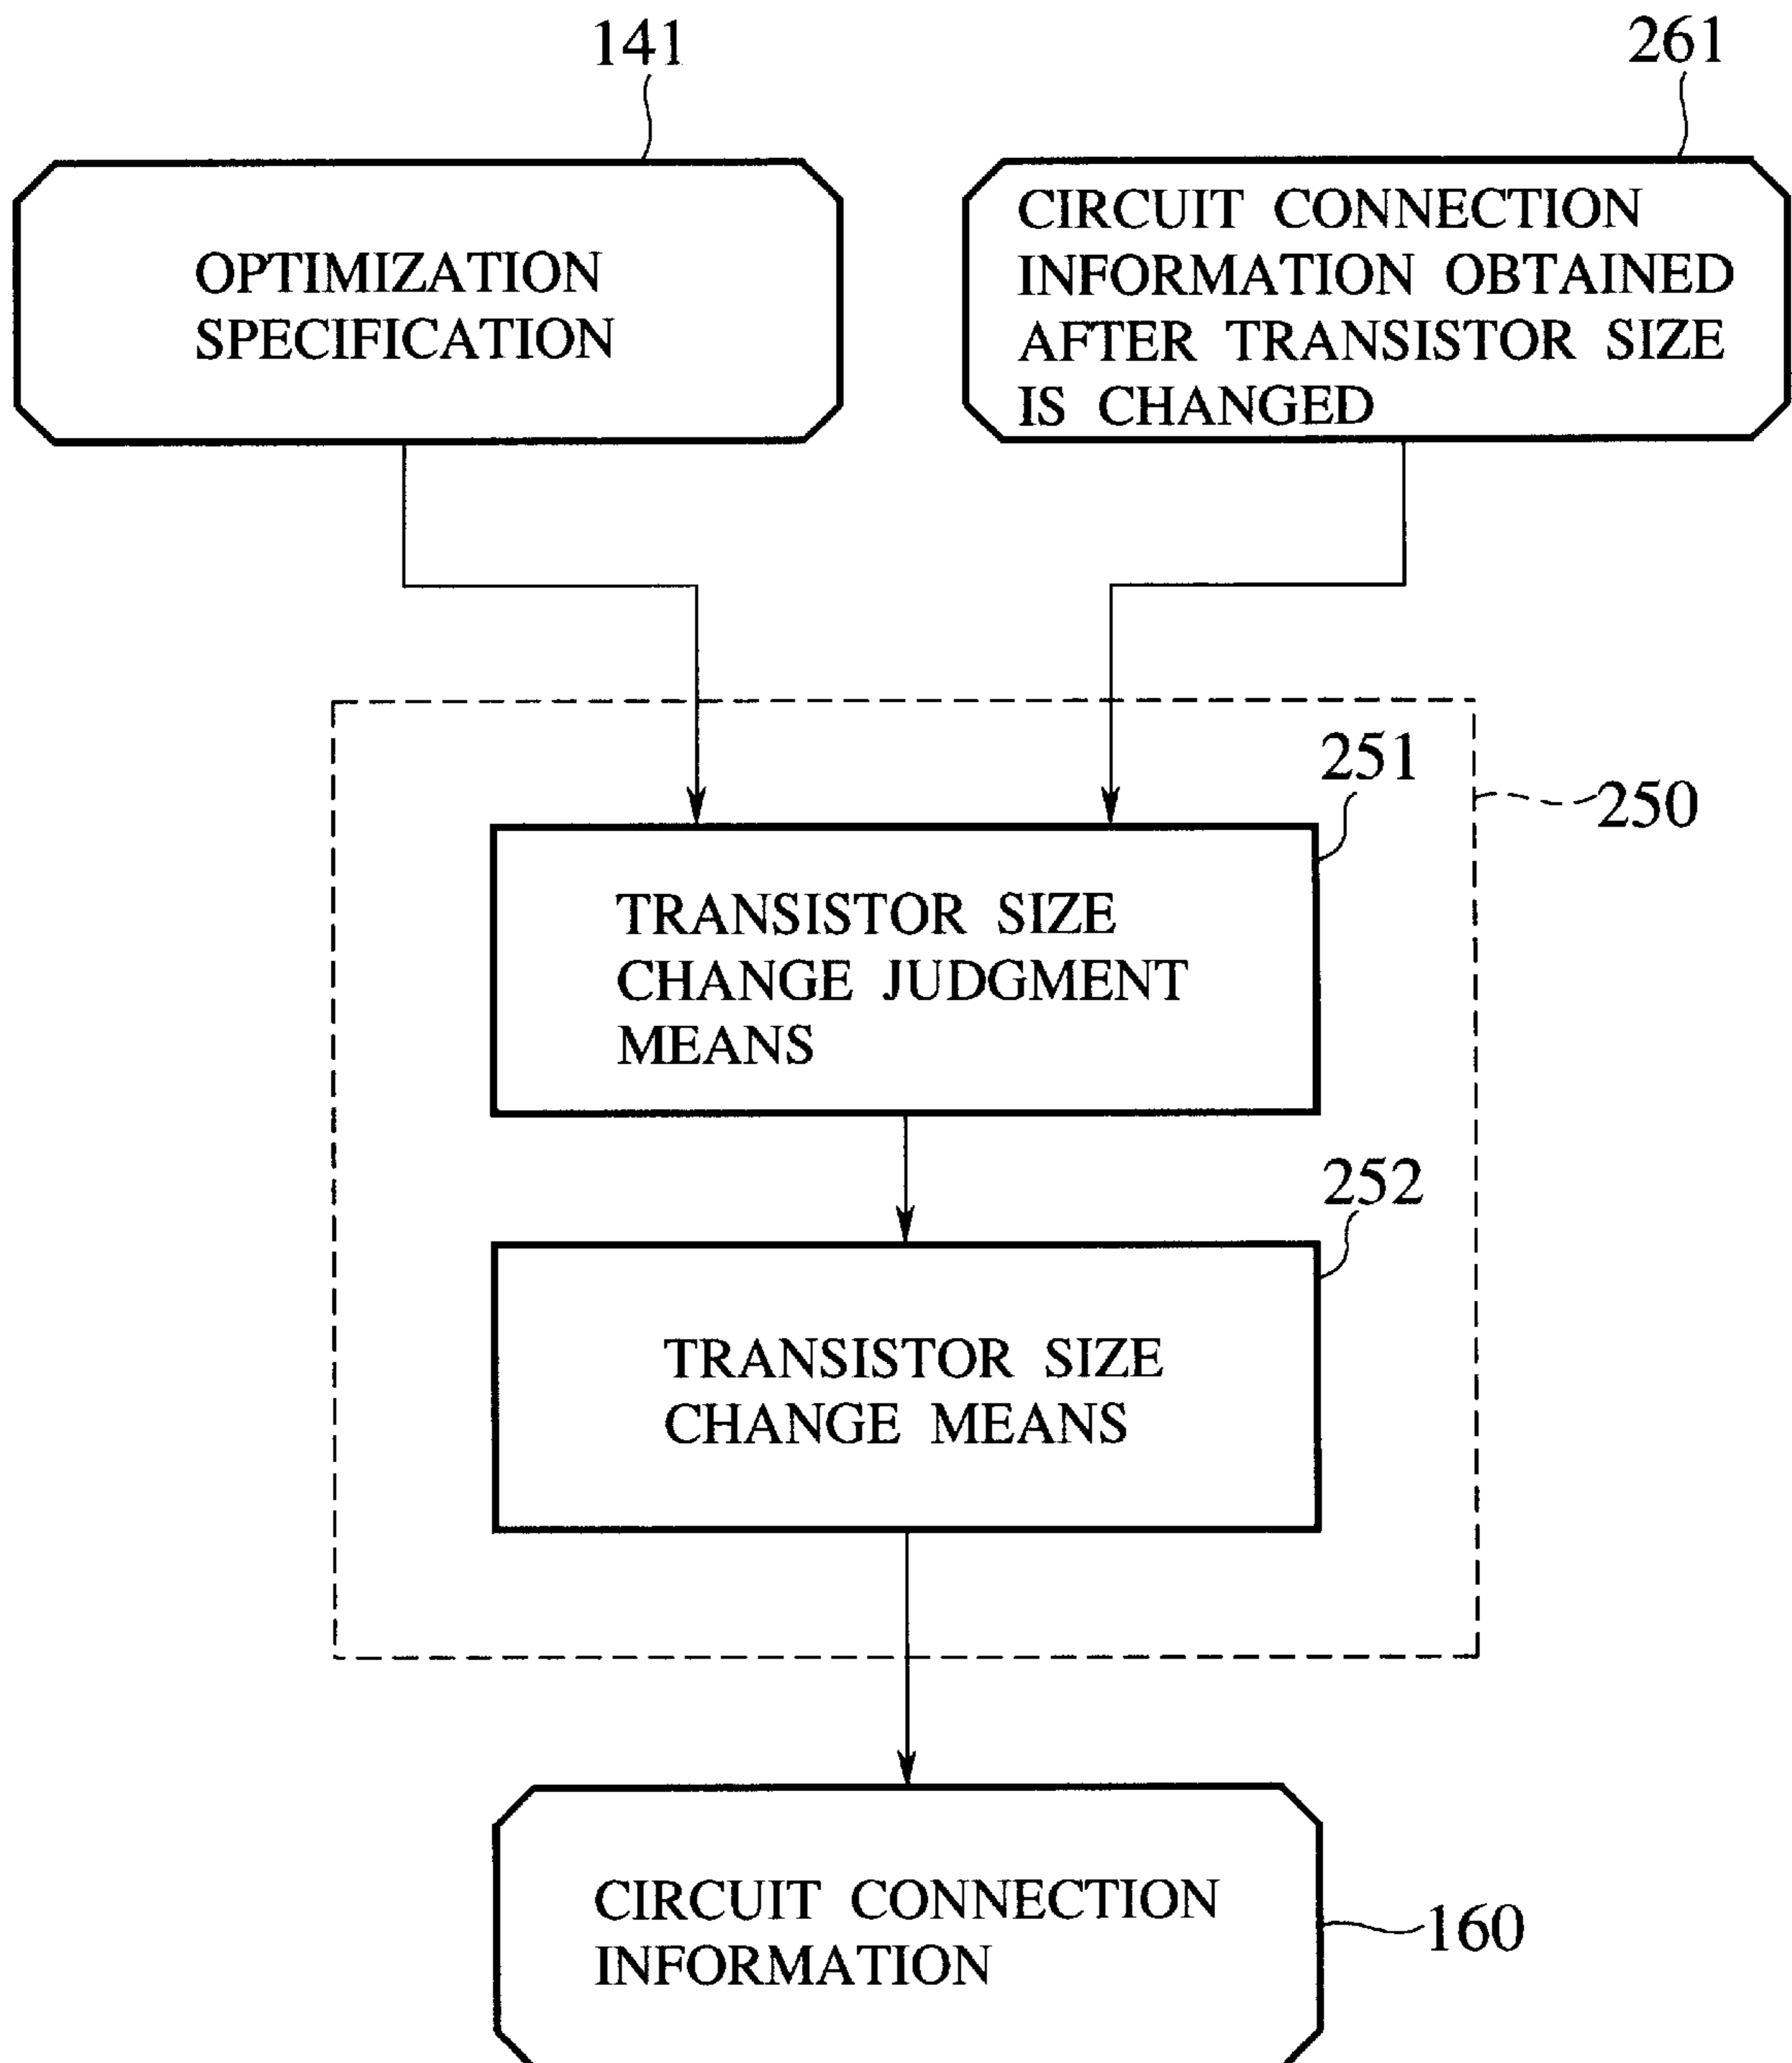 141
261
OPTIMIZATION
SPECIFICATION
CIRCUIT CONNECTION
INFORMATION OBTAINED
AFTER TRANSISTOR SIZE
IS CHANGED
251
250
TRANSISTOR SIZE
CHANGE JUDGMENT
MEANS
252
TRANSISTOR SIZE
CHANGE MEANS
CIRCUIT CONNECTION
INFORMATION
160